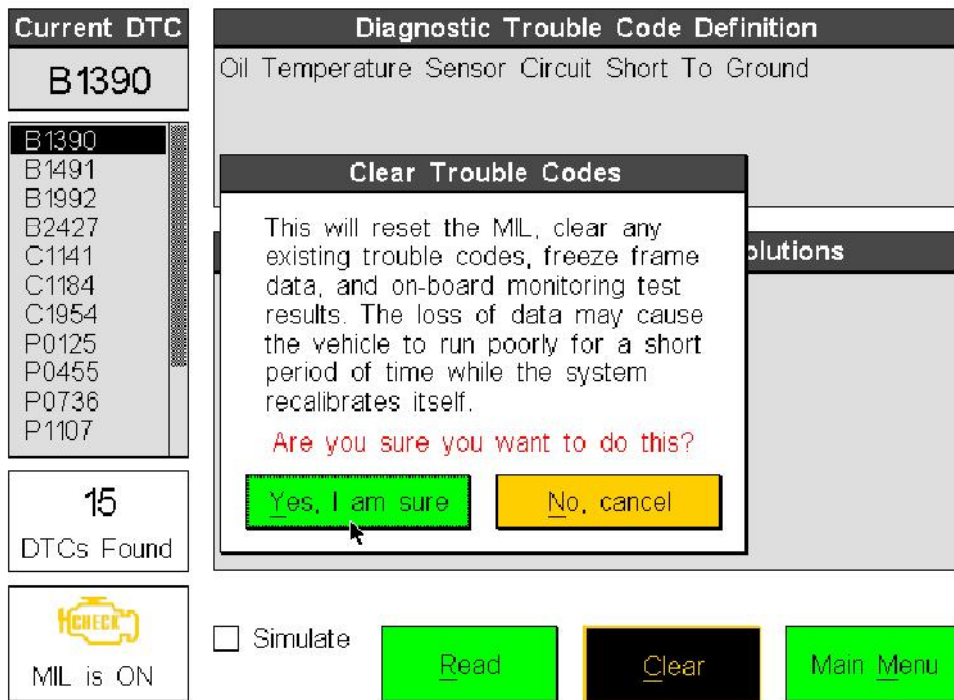 Current DTC
B1390
B1390
B1491
B1992
B2427
C1141
C1184
C1954
P0125
P0455
P0736
P1107
15
DTCs Found
CHECK
MIL is ON
Diagnostic Trouble Code Definition
Oil Temperature Sensor Circuit Short To Ground
Clear Trouble Codes
This will reset the MIL, clear any
existing trouble codes, freeze frame
data, and on-board monitoring test
results. The loss of data may cause
the vehicle to run poorly for a short
period of time while the system
recalibrates itself.
Are you sure you want to do this?
Yes, I am sure
No, cancel
Simulate
Read
Clear
Main Menu